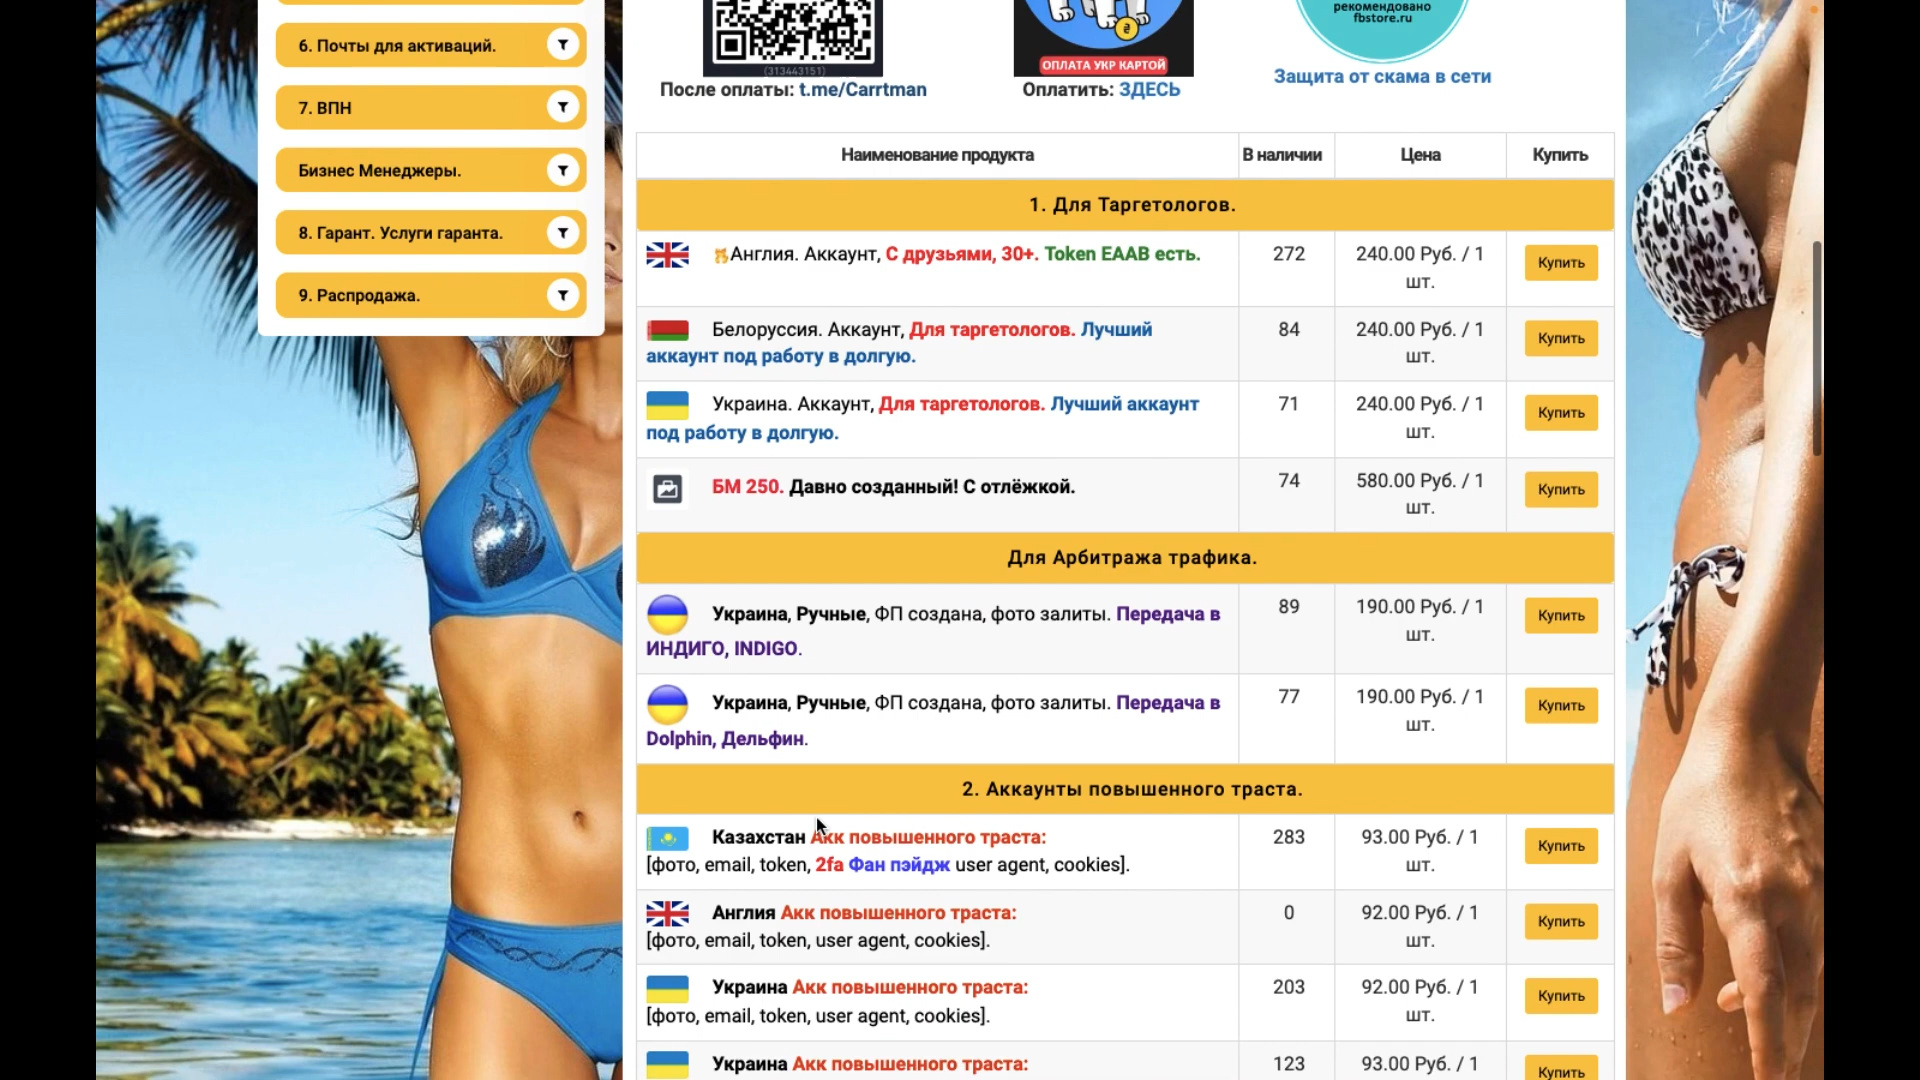 6. Почты для активаций.
7. ВПН
Бизнес Менеджеры.
8. Гарант. Услуги гаранта.
9. Распродажа.
(313443151)
После оплаты: t.me/Carrtman
ОПЛАТА УКР КАРТОЙ
Оплатить: ЗДЕСЬ
рекомендовано
fbstore.ru
Защита от скама в сети
Наименование продукта В наличии Цена Купить
1. Для Таргетологов.
Англия. Аккаунт, С друзьями, 30+. Token EAAB есть. 272 240.00 Руб. / 1 Купить
шт.
Белоруссия. Аккаунт, Для таргетологов. Лучший 84 240.00 Руб. / 1 Купить
аккаунт под работу в долгую. шт.
Украина. Аккаунт, Для таргетологов. Лучший аккаунт 71 240.00 Руб. / 1 Купить
под работу в долгую. шт.
БМ 250. Давно созданный! С отлёжкой. 74 580.00 Руб. / 1 Купить
шт.
Для Арбитража трафика.
Украина, Ручные, ФП создана, фото залиты. Передача в 89 190.00 Руб. / 1 Купить
ИНДИГО, INDIGO. шт.
Украина, Ручные, ФП создана, фото залиты. Передача в 77 190.00 Руб. / 1 Купить
Dolphin, Дельфин. шт.
2. Аккаунты повышенного траста.
Казахстан Акк повышенного траста: 283 93.00 Руб. / 1 Купить
[фото, email, token, 2fa Фан пэйдж user agent, cookies]. шт.
Англия Акк повышенного траста: 0 92.00 Руб. / 1 Купить
[фото, email, token, user agent, cookies]. шт.
Украина Акк повышенного траста: 203 92.00 Руб. / 1 Купить
[фото, email, token, user agent, cookies]. шт.
Украина Акк повышенного траста: 123 93.00 Руб. / 1 Купить